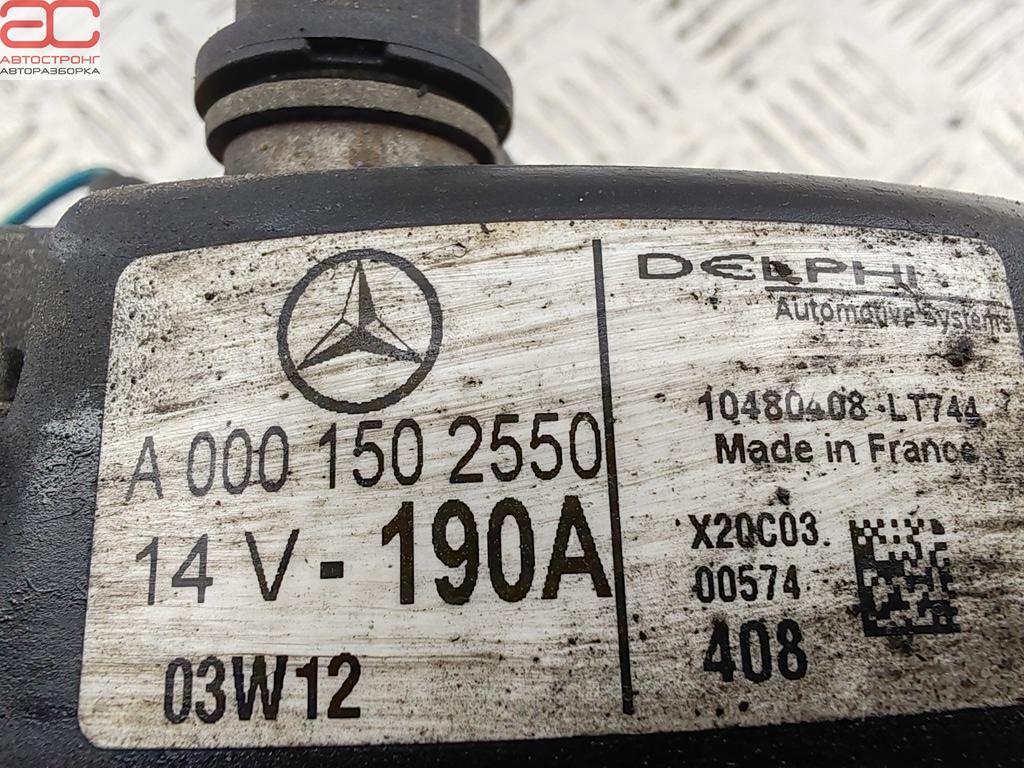 АС
АВТОСТРОНГ
АВТОРАЗБОРКА
A 000 150 2550
14 V - 190A
03W12
DELPHI
Automotive Systems
10480408 -LT744
Made in France
X20C03.
00574
408